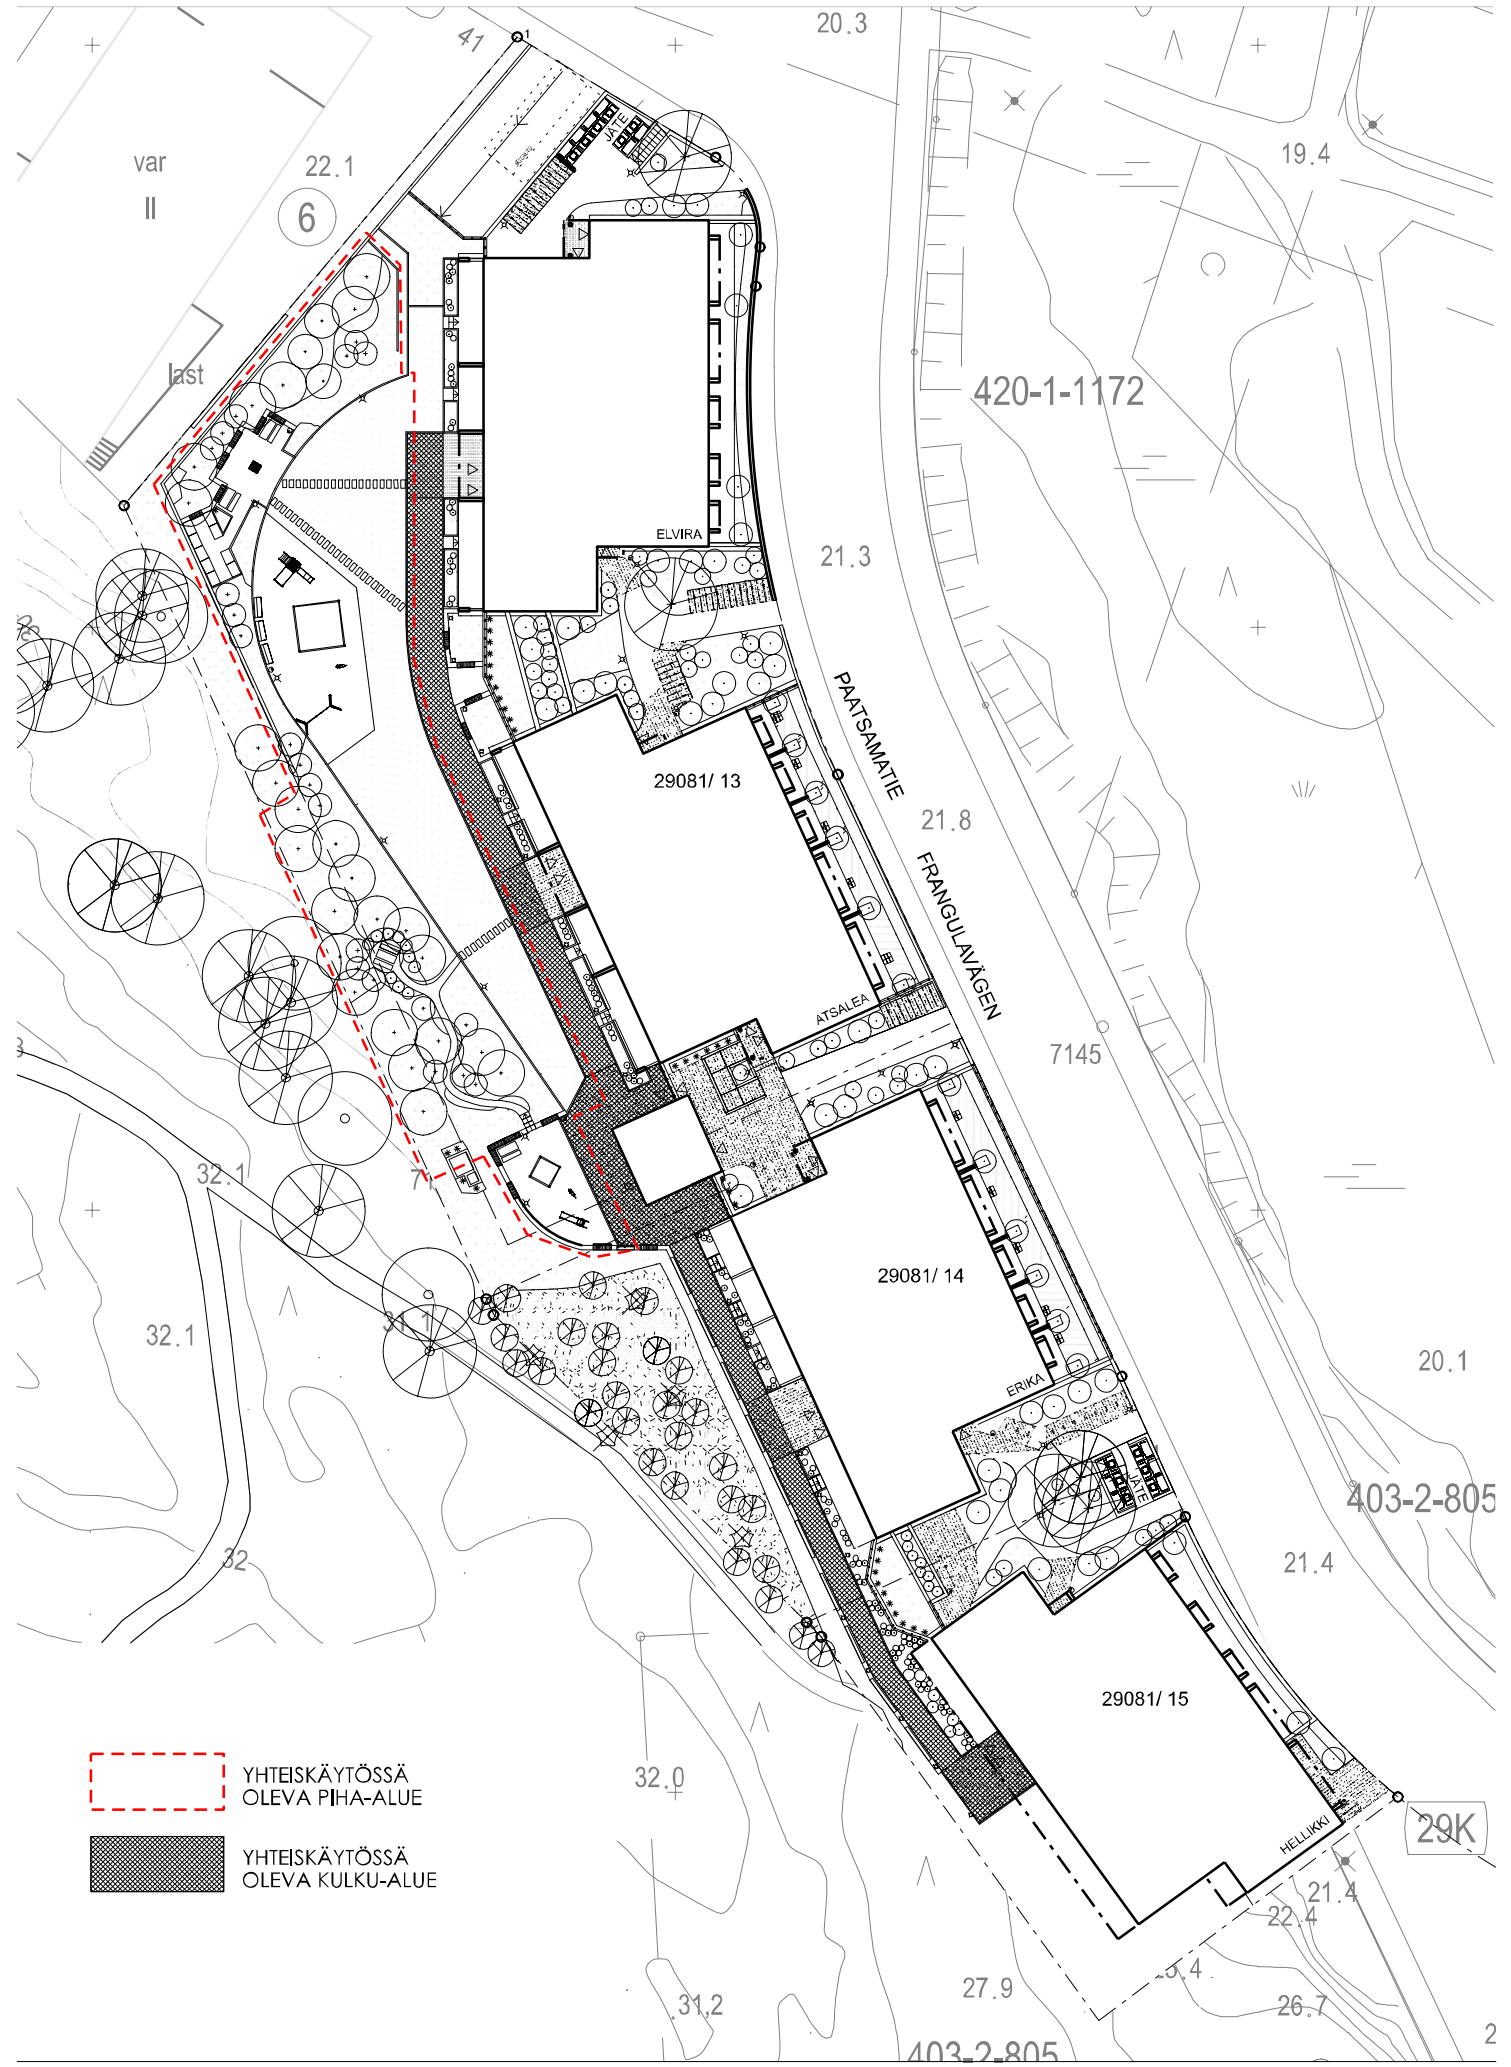 20.3
41
1
JÄTE
19.4
var
II
22.1
6
last
420-1-1172
ELVIRA
21.3
PAATSAMATIE
29081/ 13
21.8
FRANGULAVÄGEN
ATSALEA
7145
32.1
71
29081/ 14
31.1
32.1
20.1
ERIKA
JÄTE
403-2-805
32
21.4
29081/ 15
YHTEISKÄYTÖSSÄ
OLEVA PIHA-ALUE
32.0
HELLIKKI
29K
YHTEISKÄYTÖSSÄ
OLEVA KULKU-ALUE
21.4
22.4
27.9
26.7
31,2
403-2-805